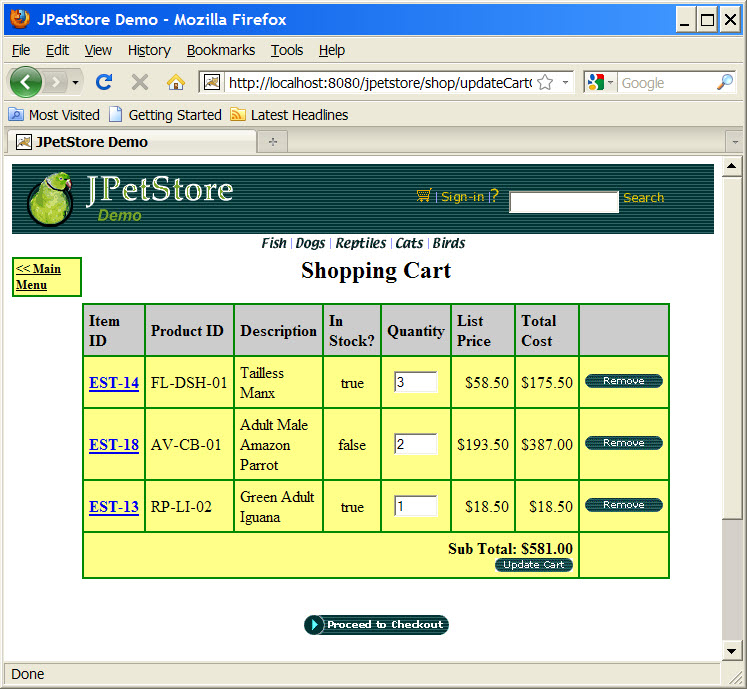 JPetStore Demo - Mozilla Firefox
File Edit View History Bookmarks Tools Help
http://localhost:8080/jpetstore/shop/updateCart
Google
Most Visited Getting Started Latest Headlines
JPetStore Demo
JPetStore
Demo
| Sign-in | ? Search
Fish | Dogs | Reptiles | Cats | Birds
<< Main
Menu
Shopping Cart
Item
ID
Product ID
Description
In
Stock?
Quantity
List
Price
Total
Cost
EST-14
FL-DSH-01
Tailless
Manx
true
3
$58.50
$175.50
Remove
EST-18
AV-CB-01
Adult Male
Amazon
Parrot
false
2
$193.50
$387.00
Remove
EST-13
RP-LI-02
Green Adult
Iguana
true
1
$18.50
$18.50
Remove
Sub Total: $581.00
Update Cart
Proceed to Checkout
Done